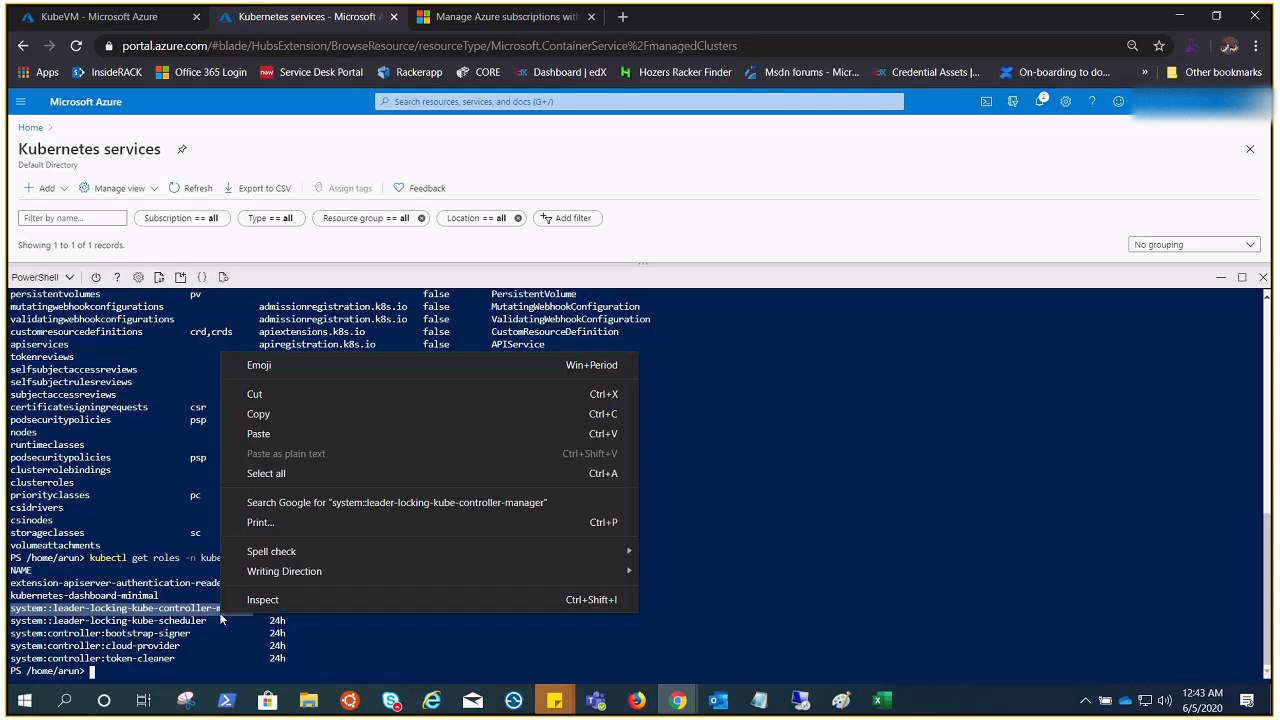 KubeVM - Microsoft Azure
Kubernetes services - Microsoft A
Manage Azure subscriptions with
portal.azure.com/#blade/HubsExtension/BrowseResource/resourceType/Microsoft.ContainerService%2FmanagedClusters
Apps InsideRACK Office 365 Login new Service Desk Portal Rackerapp CORE Dashboard | edX Hozers Racker Finder Msdn forums - Micr... Credential Assets |... On-boarding to do... » Other bookmarks
Microsoft Azure
Search resources, services, and docs (G+/)
2
Home
Kubernetes services
Default Directory
Add Manage view Refresh Export to CSV Assign tags Feedback
Filter by name... Subscription == all Type == all Resource group == all Location == all Add filter
Showing 1 to 1 of 1 records.
No grouping
PowerShell
persistentvolumes pv false PersistentVolume
mutatingwebhookconfigurations admissionregistration.k8s.io false MutatingWebhookConfiguration
validatingwebhookconfigurations admissionregistration.k8s.io false ValidatingWebhookConfiguration
customresourcedefinitions crd,crds apiextensions.k8s.io false CustomResourceDefinition
apiservices apiregistration.k8s.io false APIService
tokenreviews
selfsubjectaccessreviews
selfsubjectrulesreviews
subjectaccessreviews
certificatesigningrequests csr
podsecuritypolicies psp
nodes
runtimeclasses
podsecuritypolicies psp
clusterrolebindings
clusterroles
priorityclasses pc
csidrivers
csinodes
storageclasses sc
volumeattachments
PS /home/arun> kubectl get roles -n kube
NAME
extension-apiserver-authentication-reade
kubernetes-dashboard-minimal
system::leader-locking-kube-controller-m
system::leader-locking-kube-scheduler 24h
system:controller:bootstrap-signer 24h
system:controller:cloud-provider 24h
system:controller:token-cleaner 24h
PS /home/arun>
Emoji Win+Period
Cut Ctrl+X
Copy Ctrl+C
Paste Ctrl+V
Paste as plain text Ctrl+Shift+V
Select all Ctrl+A
Search Google for "system::leader-locking-kube-controller-manager"
Print... Ctrl+P
Spell check
Writing Direction
Inspect Ctrl+Shift+I
12:43 AM
6/5/2020